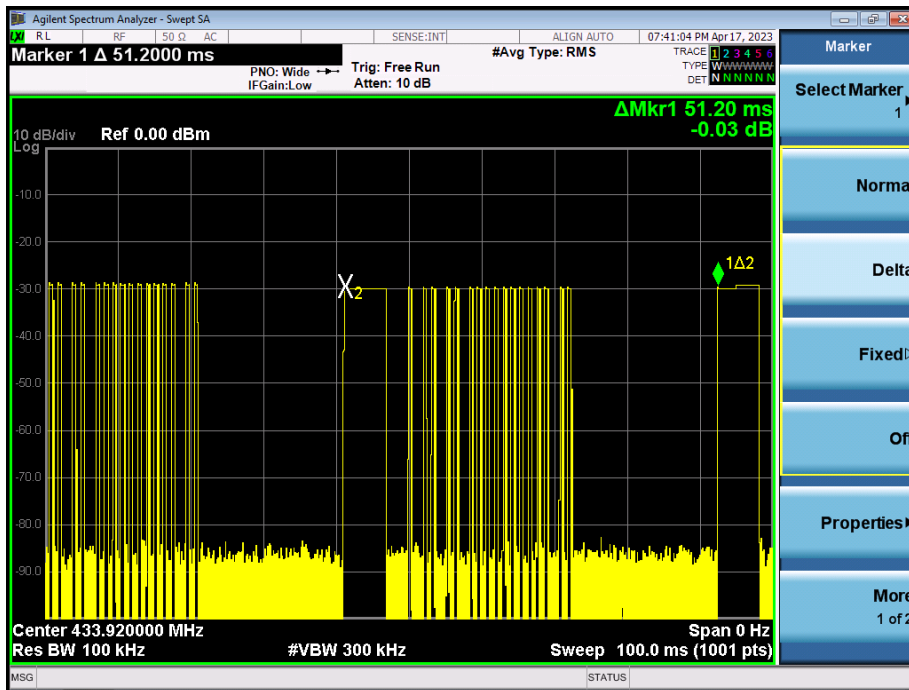 Agilent Spectrum Analyzer - Swept SA
LXI RL RF 50 Ω AC SENSE:INT ALIGN AUTO 07:41:04 PM Apr 17, 2023
Marker 1 Δ 51.2000 ms
PNO: Wide
IFGain:Low
Trig: Free Run
Atten: 10 dB
#Avg Type: RMS
TRACE 1 2 3 4 5 6
TYPE WWWWWW
DET N N N N N N
ΔMkr1 51.20 ms
-0.03 dB
10 dB/div Ref 0.00 dBm
Log
-10.0
-20.0
-30.0
-40.0
-50.0
-60.0
-70.0
-80.0
-90.0
X2
1Δ2
Center 433.920000 MHz
Res BW 100 kHz
#VBW 300 kHz
Span 0 Hz
Sweep 100.0 ms (1001 pts)
MSG STATUS
Marker
Select Marker
1
Norma
Delta
Fixed
Of
Properties
More
1 of 2